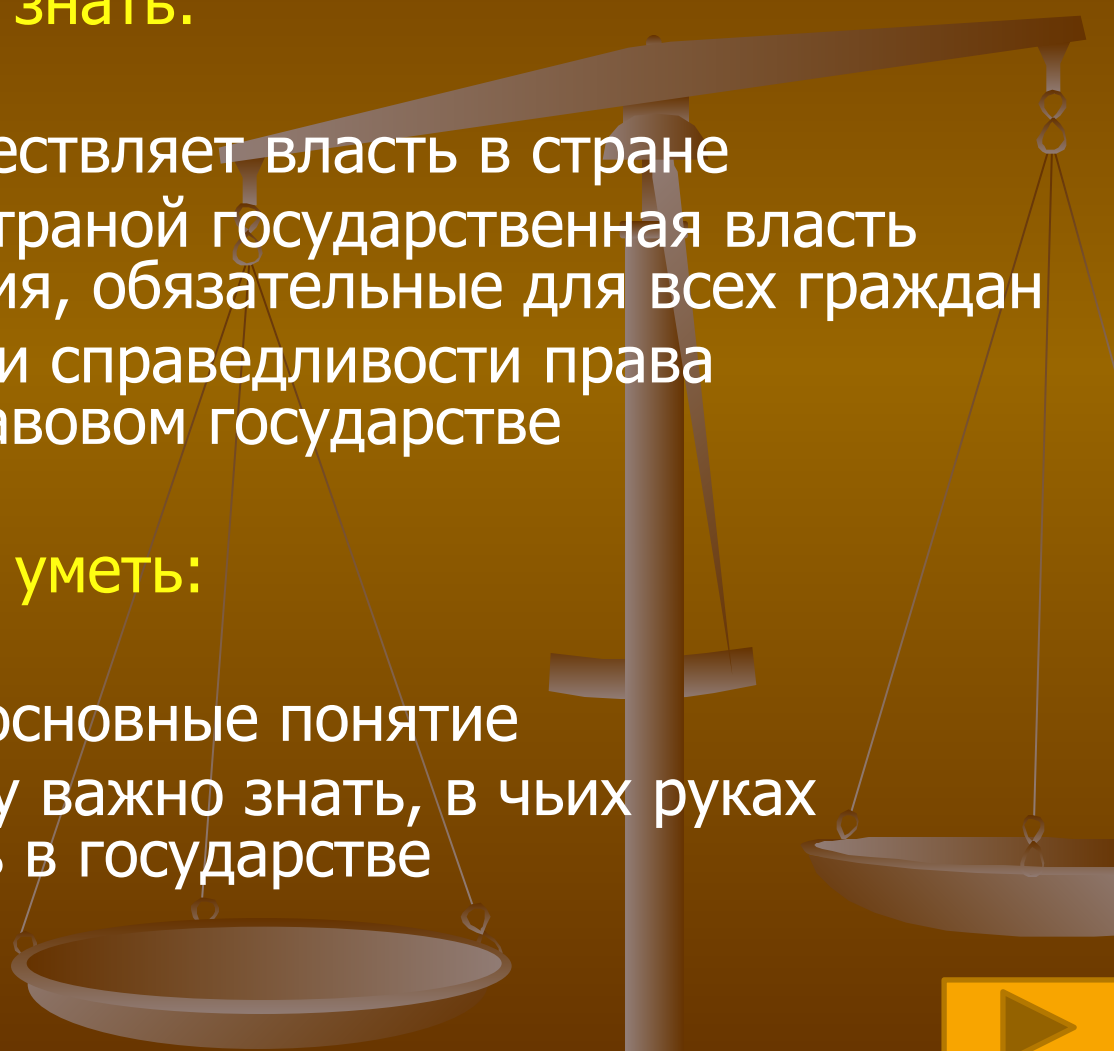 знать:
ествляет власть в стране
траной государственная власть
ия, обязательные для всех граждан
и справедливости права
авовом государстве
уметь:
основные понятие
у важно знать, в чьих руках
ь в государстве